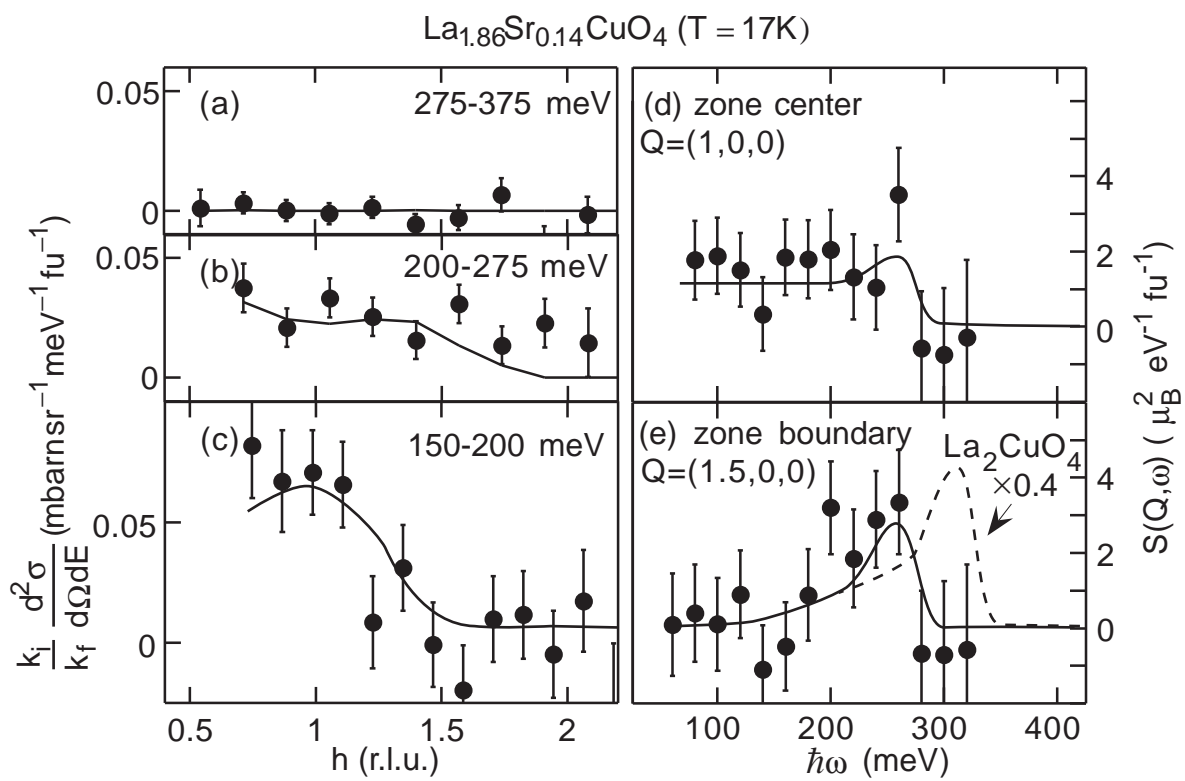 La1.86Sr0.14CuO4 (T = 17K)
(a) 275-375 meV
0.05
0
(b) 200-275 meV
0.05
0
(c) 150-200 meV
0.05
0
ki/kf d²σ/dΩdE (mbarnsr⁻¹meV⁻¹fu⁻¹)
0.5 1 1.5 2
h (r.l.u.)
(d) zone center
Q=(1,0,0)
4
2
0
(e) zone boundary
Q=(1.5,0,0)
La2CuO4
×0.4
4
2
0
S(Q,ω) ( μ²B eV⁻¹ fu⁻¹)
100 200 300 400
ħω (meV)